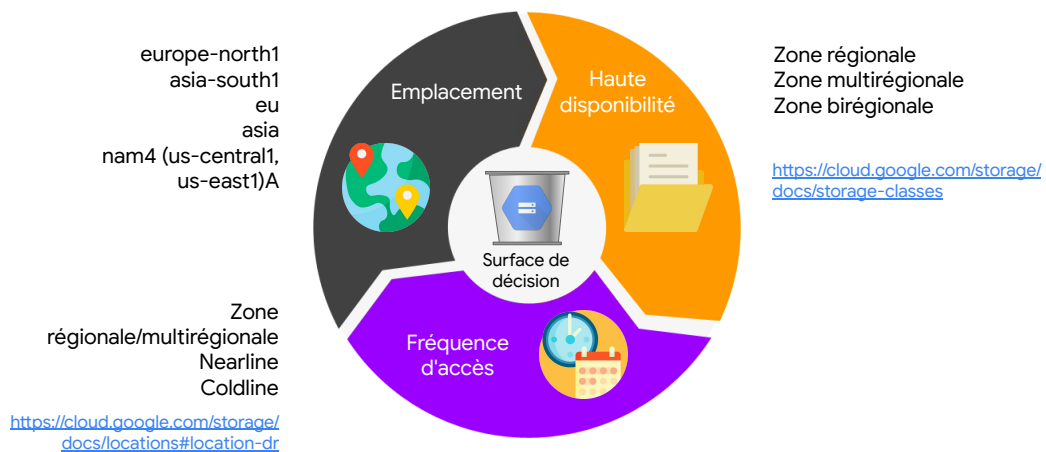 europe-north1
asia-south1
eu
asia
nam4 (us-central1,
us-east1)A
Emplacement
Haute
disponibilité
Zone régionale
Zone multirégionale
Zone birégionale
https://cloud.google.com/storage/
docs/storage-classes
Surface de
décision
Fréquence
d'accès
Zone
régionale/multirégionale
Nearline
Coldline
https://cloud.google.com/storage/
docs/locations#location-dr